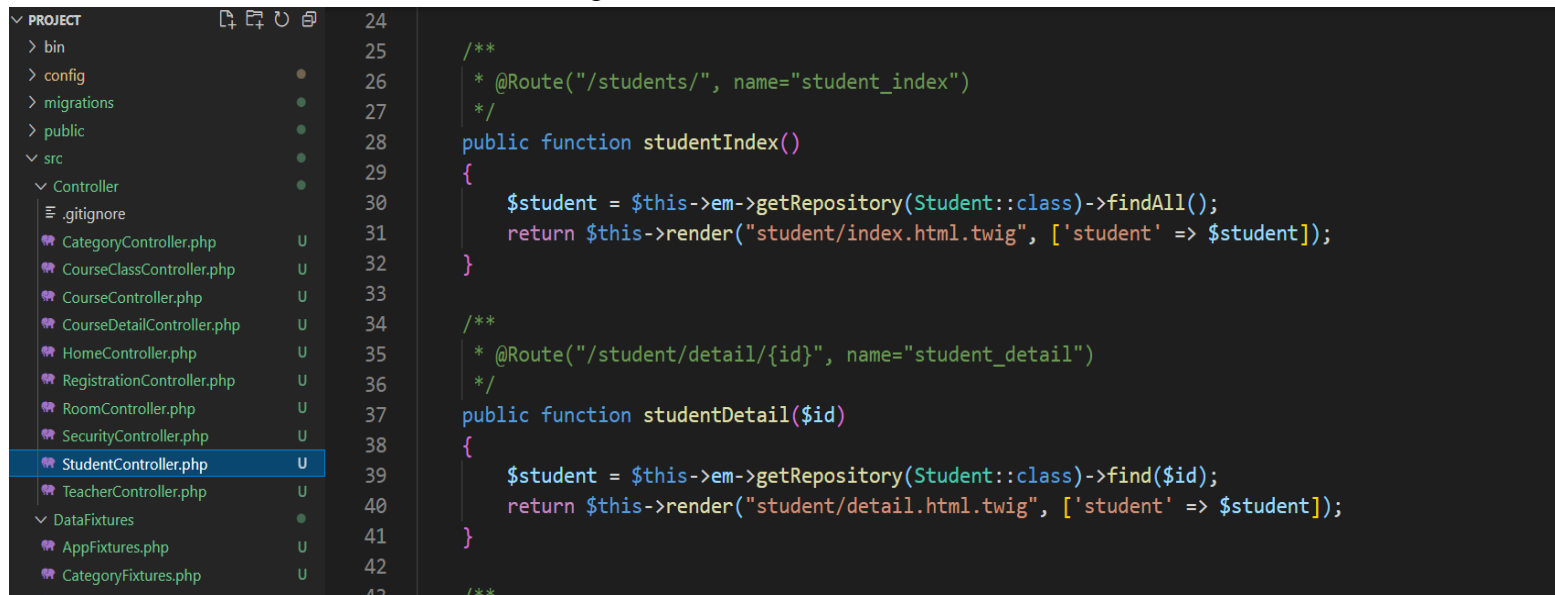 PROJECT
bin
config
migrations
public
src
Controller
.gitignore
CategoryController.php U
CourseClassController.php U
CourseController.php U
CourseDetailController.php U
HomeController.php U
RegistrationController.php U
RoomController.php U
SecurityController.php U
StudentController.php U
TeacherController.php U
DataFixtures
AppFixtures.php U
CategoryFixtures.php U
24
25 /**
26 * @Route("/students/", name="student_index")
27 */
28 public function studentIndex()
29 {
30 $student = $this->em->getRepository(Student::class)->findAll();
31 return $this->render("student/index.html.twig", ['student' => $student]);
32 }
33
34 /**
35 * @Route("/student/detail/{id}", name="student_detail")
36 */
37 public function studentDetail($id)
38 {
39 $student = $this->em->getRepository(Student::class)->find($id);
40 return $this->render("student/detail.html.twig", ['student' => $student]);
41 }
42
43 /**